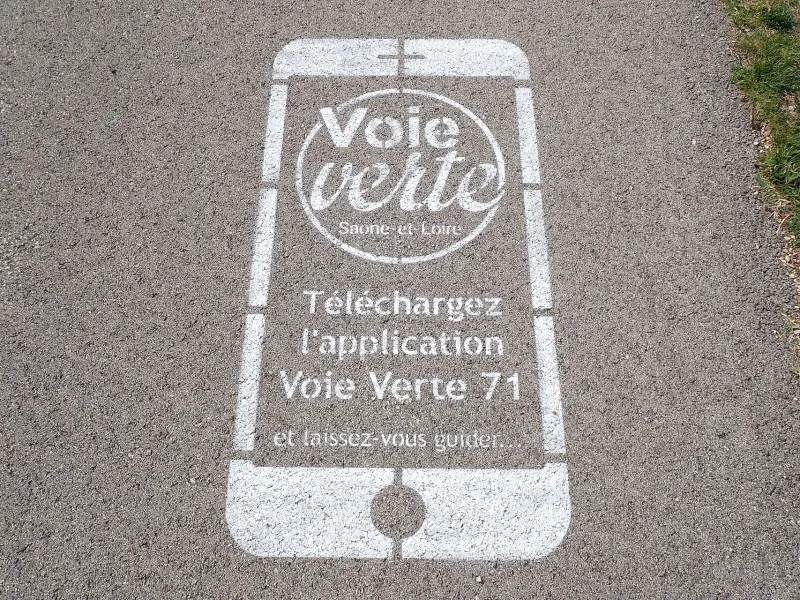 Voie
verte
Saône-et-Loire
Téléchargez
l'application
Voie Verte 71
et laissez-vous guider...